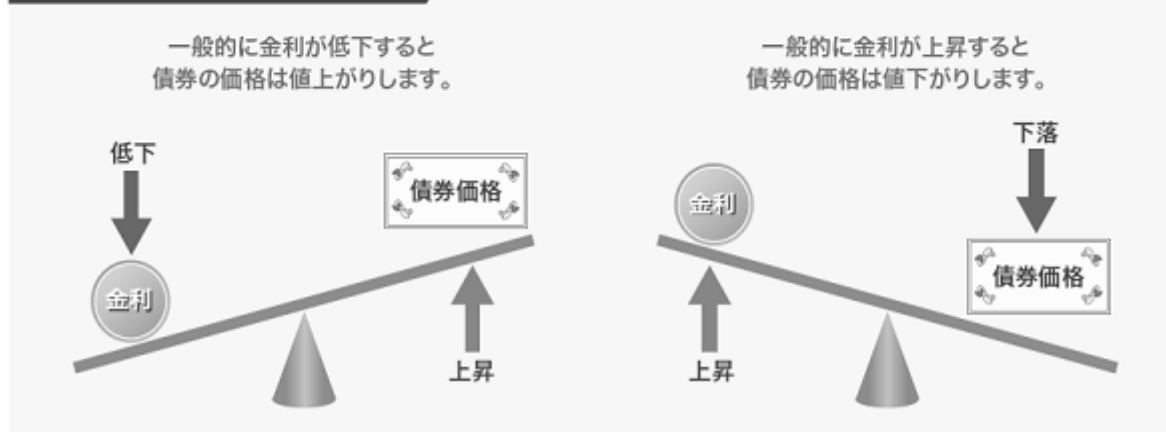 一般的に金利が低下すると
債券の価格は値上がりします。
低下
債券価格
金利
上昇
一般的に金利が上昇すると
債券の価格は値下がりします。
下落
金利
債券価格
上昇